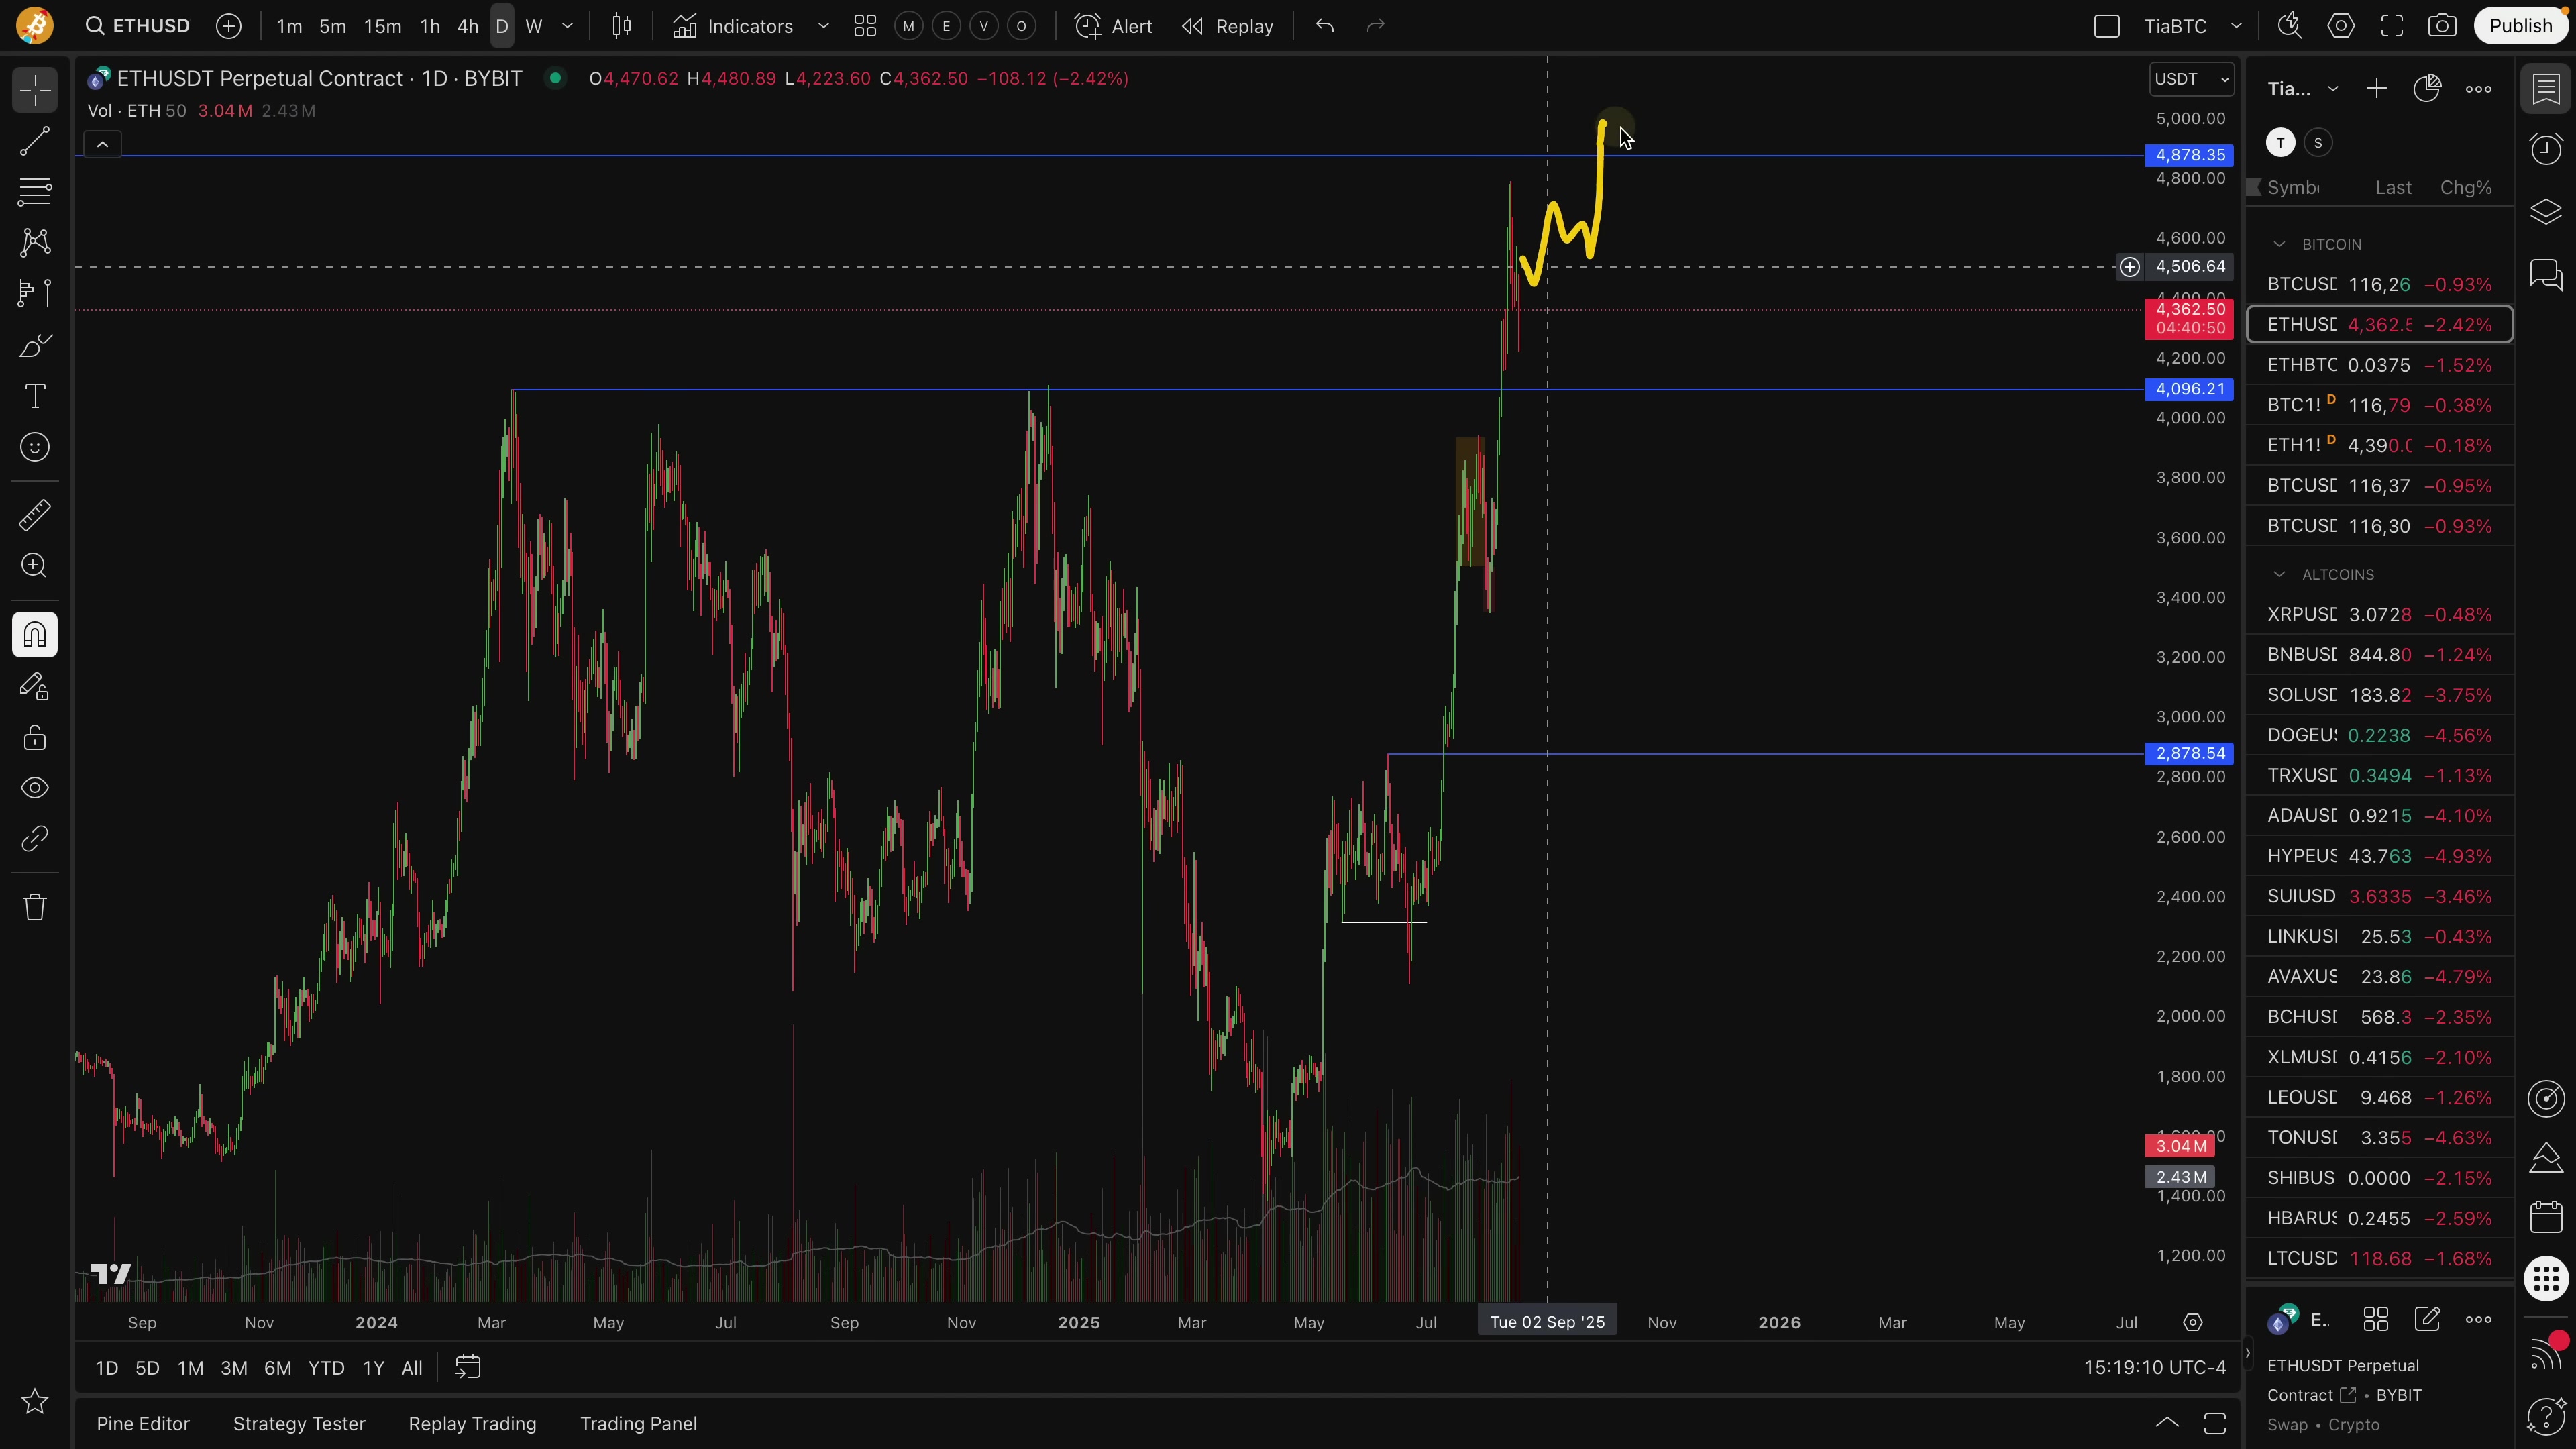 ETHUSD 1m 5m 15m 1h 4h D W Indicators M E V O Alert Replay TiaBTC Publish
ETHUSDT Perpetual Contract · 1D · BYBIT O4,470.62 H4,480.89 L4,223.60 C4,362.50 −108.12 (−2.42%)
Vol · ETH 50 3.04 M 2.43 M
USDT
5,000.00
4,878.35
4,800.00
4,600.00
4,506.64
4,362.50
04:40:50
4,200.00
4,096.21
4,000.00
3,800.00
3,600.00
3,400.00
3,200.00
3,000.00
2,878.54
2,800.00
2,600.00
2,400.00
2,200.00
2,000.00
1,800.00
3.04 M
2.43 M
1,400.00
1,200.00
Sep Nov 2024 Mar May Jul Sep Nov 2025 Mar May Jul Tue 02 Sep '25 Nov 2026 Mar May Jul
1D 5D 1M 3M 6M YTD 1Y All 15:19:10 UTC-4
Pine Editor Strategy Tester Replay Trading Trading Panel
Tia...
T S
Symb Last Chg%
BITCOIN
BTCUSD 116,26 −0.93%
ETHUSD 4,362.5 −2.42%
ETHBTC 0.0375 −1.52%
BTC1! D 116,79 −0.38%
ETH1! D 4,390.0 −0.18%
BTCUSD 116,37 −0.95%
BTCUSD 116,30 −0.93%
ALTCOINS
XRPUSD 3.0728 −0.48%
BNBUSD 844.80 −1.24%
SOLUSD 183.82 −3.75%
DOGEUS 0.2238 −4.56%
TRXUSD 0.3494 −1.13%
ADAUSD 0.9215 −4.10%
HYPEUS 43.763 −4.93%
SUIUSD 3.6335 −3.46%
LINKUS 25.53 −0.43%
AVAXUS 23.86 −4.79%
BCHUSD 568.3 −2.35%
XLMUSD 0.4156 −2.10%
LEOUSD 9.468 −1.26%
TONUSD 3.355 −4.63%
SHIBUS 0.0000 −2.15%
HBARUS 0.2455 −2.59%
LTCUSD 118.68 −1.68%
E.
ETHUSDT Perpetual
Contract • BYBIT
Swap • Crypto